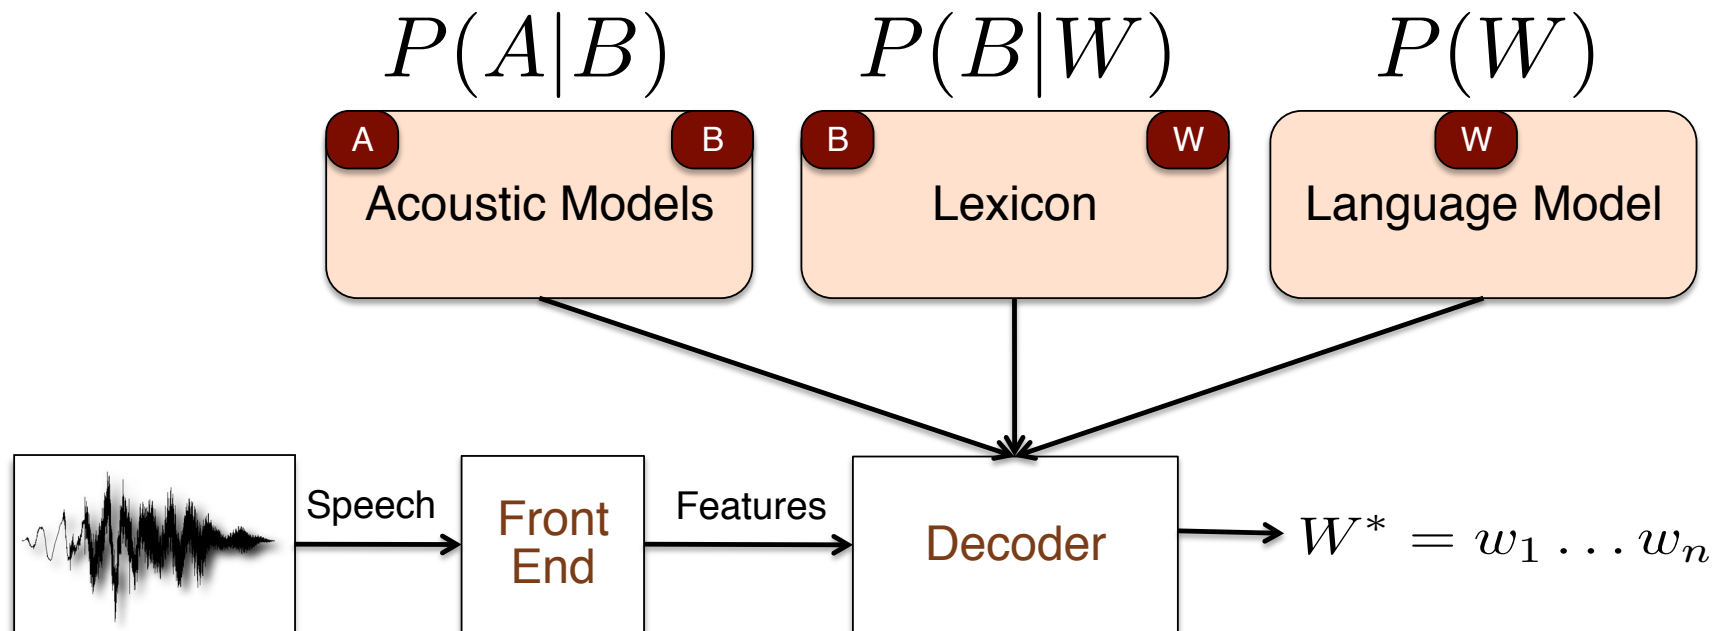 P(A|B) P(B|W) P(W)
A B B W W
Acoustic Models Lexicon Language Model
Speech Front End Features Decoder W* = w₁ … wₙ